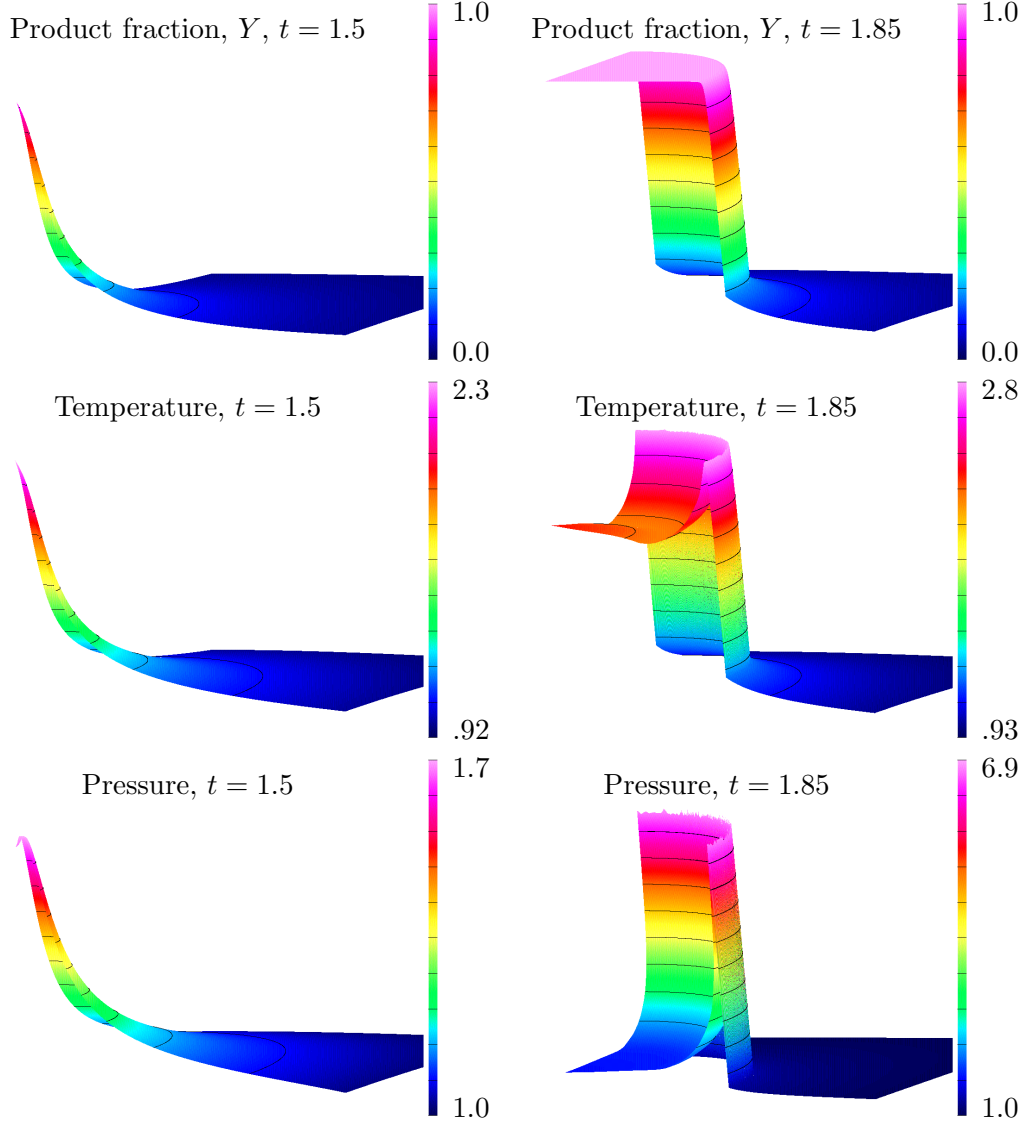 Product fraction, Y, t = 1.5
1.0
0.0
Product fraction, Y, t = 1.85
1.0
0.0
Temperature, t = 1.5
2.3
.92
Temperature, t = 1.85
2.8
.93
Pressure, t = 1.5
1.7
1.0
Pressure, t = 1.85
6.9
1.0